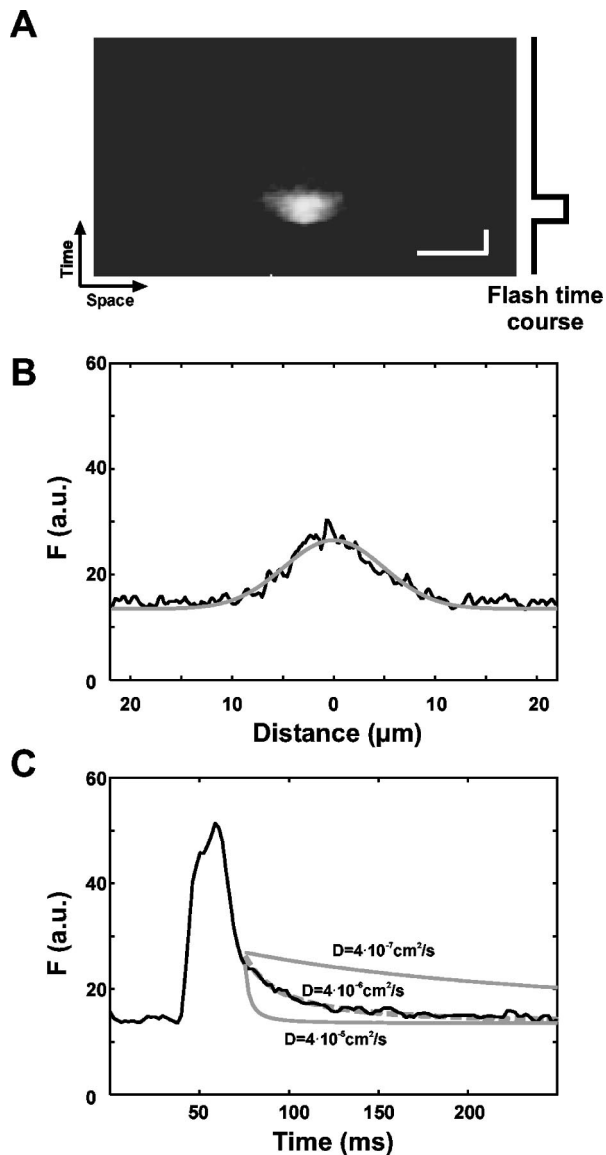 A
Time
Space
Flash time
course
B
60
40
20
0
F (a.u.)
20
10
0
10
20
Distance (µm)
C
60
40
20
0
F (a.u.)
D=4·10⁻⁷cm²/s
D=4·10⁻⁶cm²/s
D=4·10⁻⁵cm²/s
50
100
150
200
Time (ms)